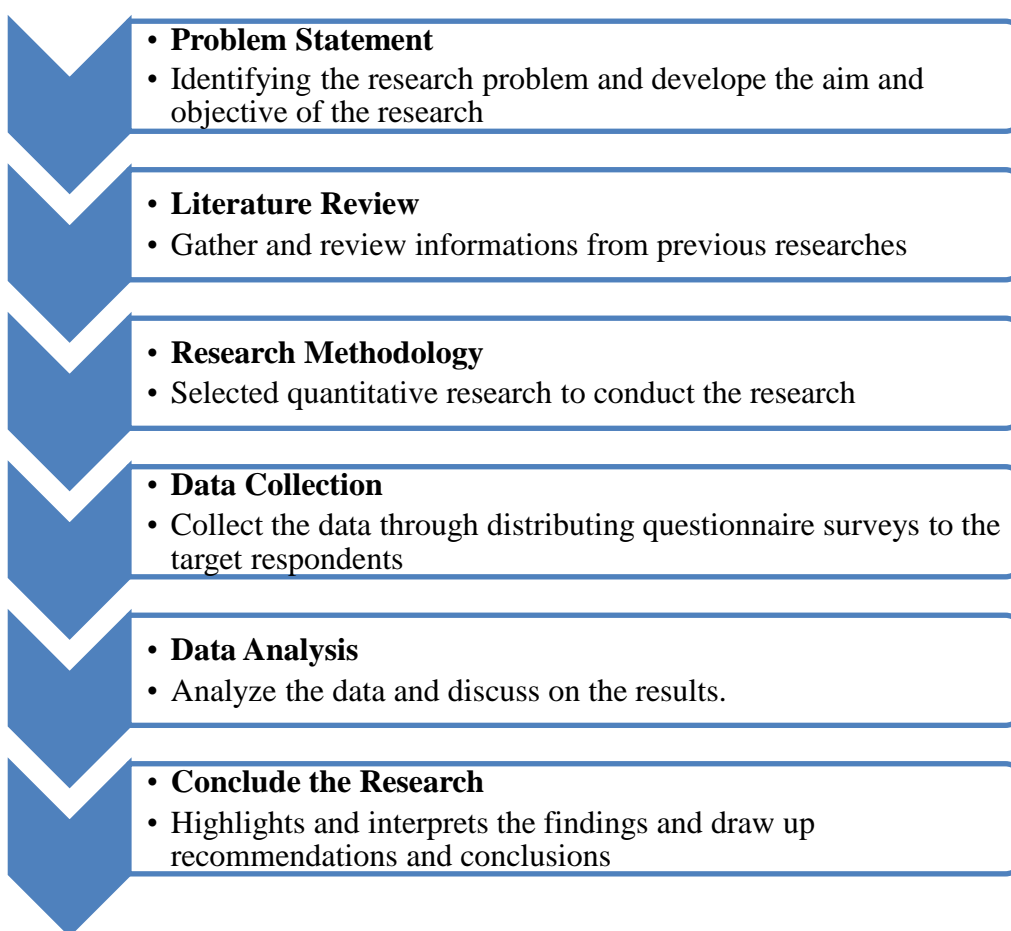 • Problem Statement
• Identifying the research problem and develope the aim and
objective of the research
• Literature Review
• Gather and review informations from previous researches
• Research Methodology
• Selected quantitative research to conduct the research
• Data Collection
• Collect the data through distributing questionnaire surveys to the
target respondents
• Data Analysis
• Analyze the data and discuss on the results.
• Conclude the Research
• Highlights and interprets the findings and draw up
recommendations and conclusions